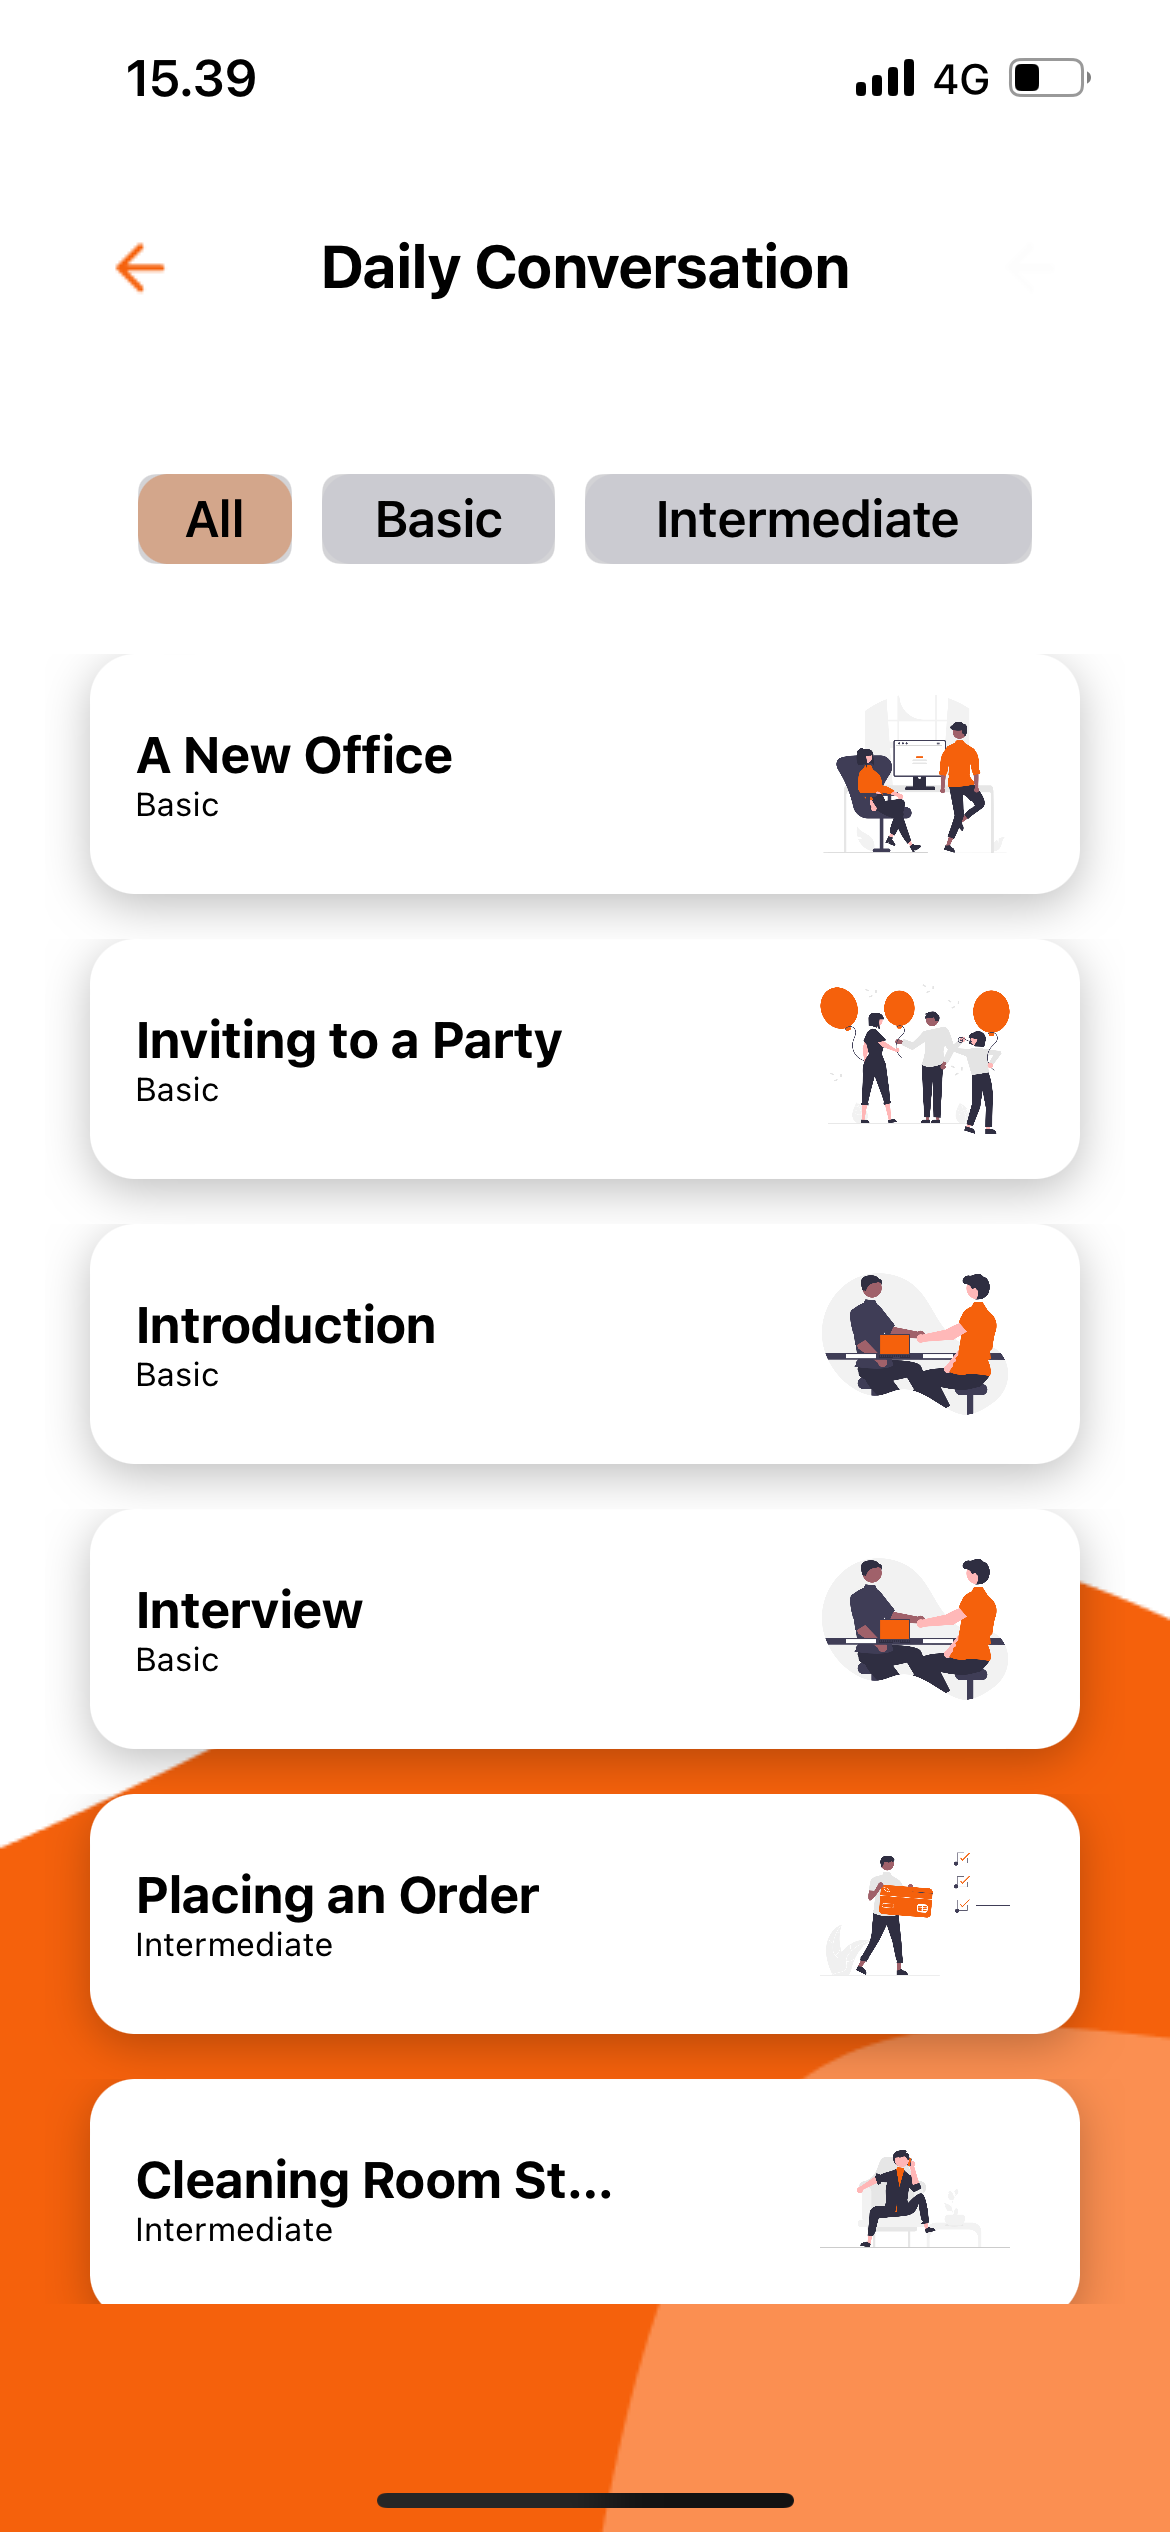 15.39
4G
Daily Conversation
All
Basic
Intermediate
A New Office
Basic
Inviting to a Party
Basic
Introduction
Basic
Interview
Basic
Placing an Order
Intermediate
Cleaning Room St...
Intermediate